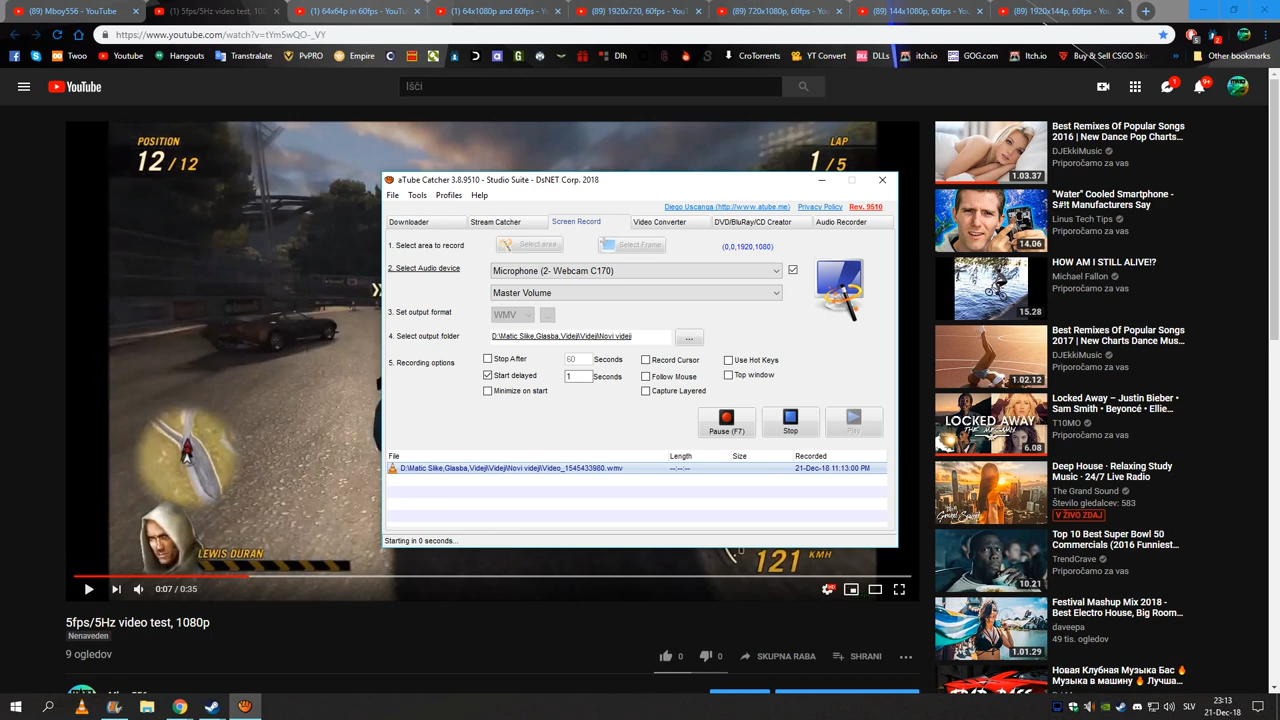 (89) Mboy556 - YouTube
(1) 5fps/5Hz video test, 1080p
(1) 64x64p in 60fps - YouTube
(1) 64x1080p and 60fps
(89) 1920x720, 60fps - YouT
(89) 720x1080p, 60fps
(89) 144x1080p, 60fps
(89) 1920x144p, 60fps
https://www.youtube.com/watch?v=tYm5wQO-_VY
Sky
Twoo
Youtube
Hangouts
Transtralate
PvPRO
Empire
Dlh
CroTorrents
YT Convert
DLLs
itch.io
GOG.com
Itch.io
Buy & Sell CSGO Skin
Other bookmarks
YouTube
Išči
1
9+
POSITION
12/12
LAP
1/5
LEWIS DURAN
121 KMH
aTube Catcher 3.8.9510 - Studio Suite - DsNET Corp. 2018
File
Tools
Profiles
Help
Diego Uscanga (http://www.atube.me)
Privacy Policy
Rev. 9510
Downloader
Stream Catcher
Screen Record
Video Converter
DVD/BluRay/CD Creator
Audio Recorder
1. Select area to record
Select area
Select Frame
(0,0,1920,1080)
2. Select Audio device
Microphone (2- Webcam C170)
Master Volume
3. Set output format
WMV
...
4. Select output folder
D:\Matic Slike,Glasba,Videji\Videji\Novi videji
...
5. Recording options
Stop After
60
Seconds
Record Cursor
Use Hot Keys
Start delayed
1
Seconds
Follow Mouse
Top window
Minimize on start
Capture Layered
Pause (F7)
Stop
Play
File
Length
Size
Recorded
D:\Matic Slike,Glasba,Videji\Videji\Novi videji\Video_1545433980.wmv
--:--:--
21-Dec-18 11:13:00 PM
Starting in 0 seconds...
0:07 / 0:35
HD
5fps/5Hz video test, 1080p
Nenaveden
9 ogledov
0
0
SKUPNA RABA
SHRANI
Best Remixes Of Popular Songs
2016 | New Dance Pop Charts...
DJEkkiMusic
Priporočamo za vas
1.03.37
"Water" Cooled Smartphone -
S#!t Manufacturers Say
Linus Tech Tips
Priporočamo za vas
14.06
HOW AM I STILL ALIVE!?
Michael Fallon
Priporočamo za vas
15.28
Best Remixes Of Popular Songs
2017 | New Charts Dance Mus...
DJEkkiMusic
Priporočamo za vas
1.02.12
Locked Away – Justin Bieber •
Sam Smith • Beyoncé • Ellie...
T10MO
Priporočamo za vas
LOCKED AWAY
6.08
Deep House · Relaxing Study
Music · 24/7 Live Radio
The Grand Sound
Število gledalcev: 583
V ŽIVO ZDAJ
Top 10 Best Super Bowl 50
Commercials (2016 Funniest...
TrendCrave
Priporočamo za vas
10.21
Festival Mashup Mix 2018 -
Best Electro House, Big Room...
daveepa
49 tis. ogledov
1.01.29
Новая Клубная Музыка Бас
Музыка в машину
Лучша...
SLV
23:13
21-Dec-18